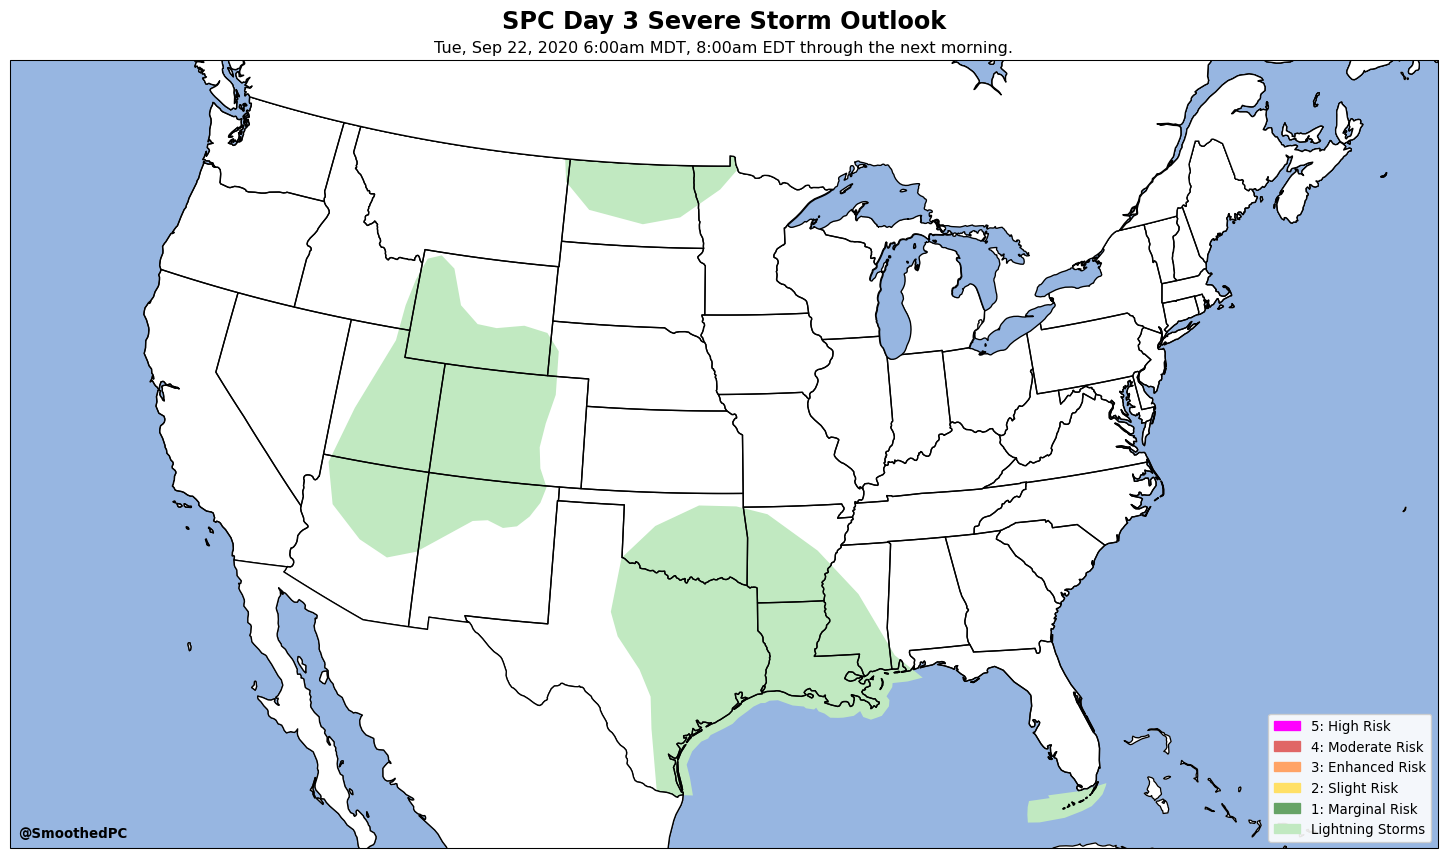 SPC Day 3 Severe Storm Outlook
Tue, Sep 22, 2020 6:00am MDT, 8:00am EDT through the next morning.
5: High Risk
4: Moderate Risk
3: Enhanced Risk
2: Slight Risk
1: Marginal Risk
Lightning Storms
@SmoothedPC